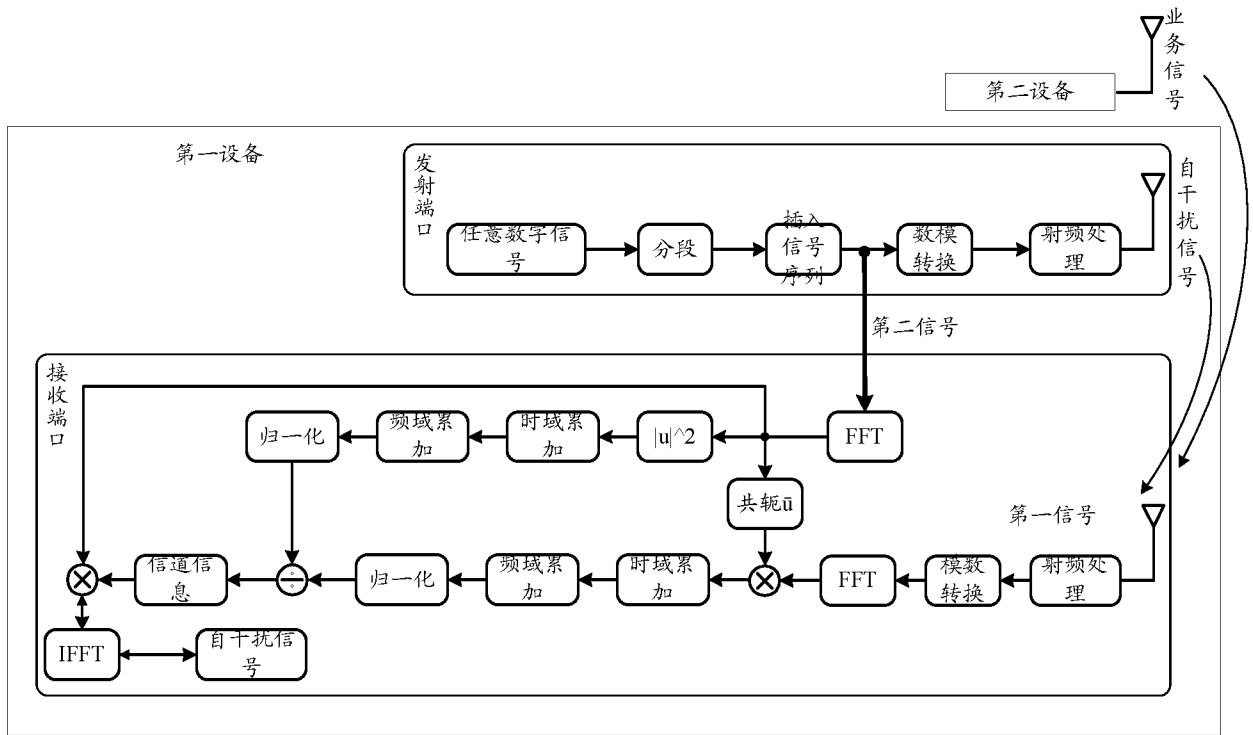 业
务
信
号
第二设备
第一设备
发
射
端
口
自
干
扰
信
号
任意数字信
号
分段
插入
信号
序列
数模
转换
射频处
理
第二信号
接
收
端
口
归一化
频域累
加
时域累
加
|u|^2
FFT
共轭ū
第一信号
信道信
息
÷
归一化
频域累
加
时域累
加
FFT
模数
转换
射频处
理
IFFT
自干扰信
号